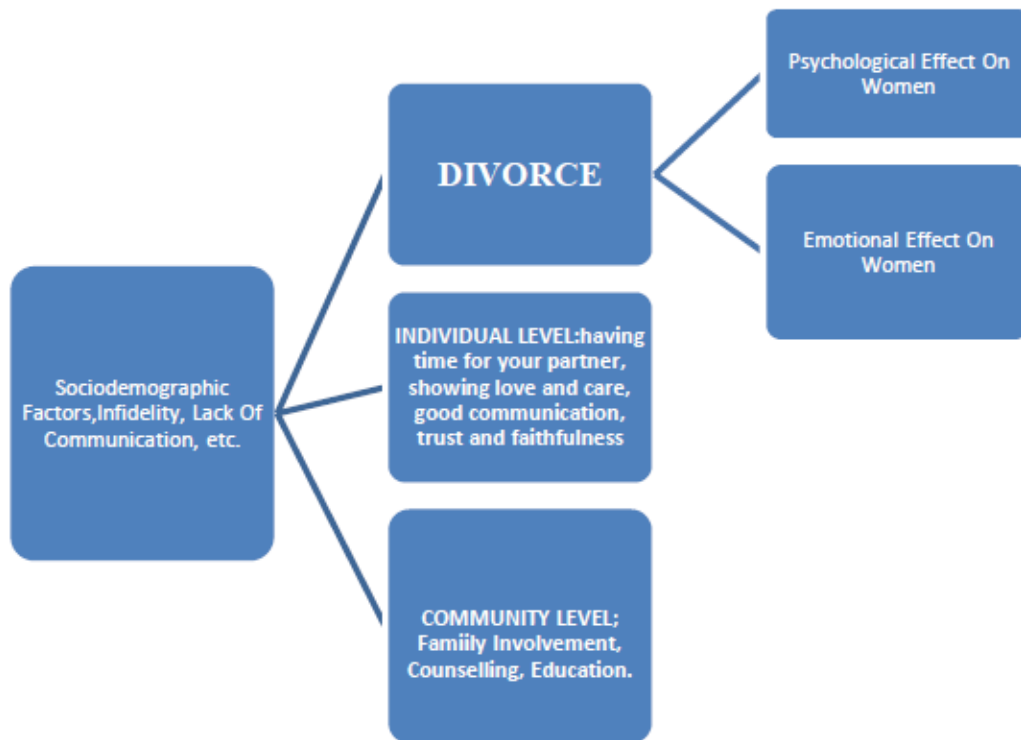 Sociodemographic
Factors,Infidelity, Lack Of
Communication, etc.
DIVORCE
Psychological Effect On
Women
Emotional Effect On
Women
INDIVIDUAL LEVEL:having
time for your partner,
showing love and care,
good communication,
trust and faithfulness
COMMUNITY LEVEL;
Famiily Involvement,
Counselling, Education.